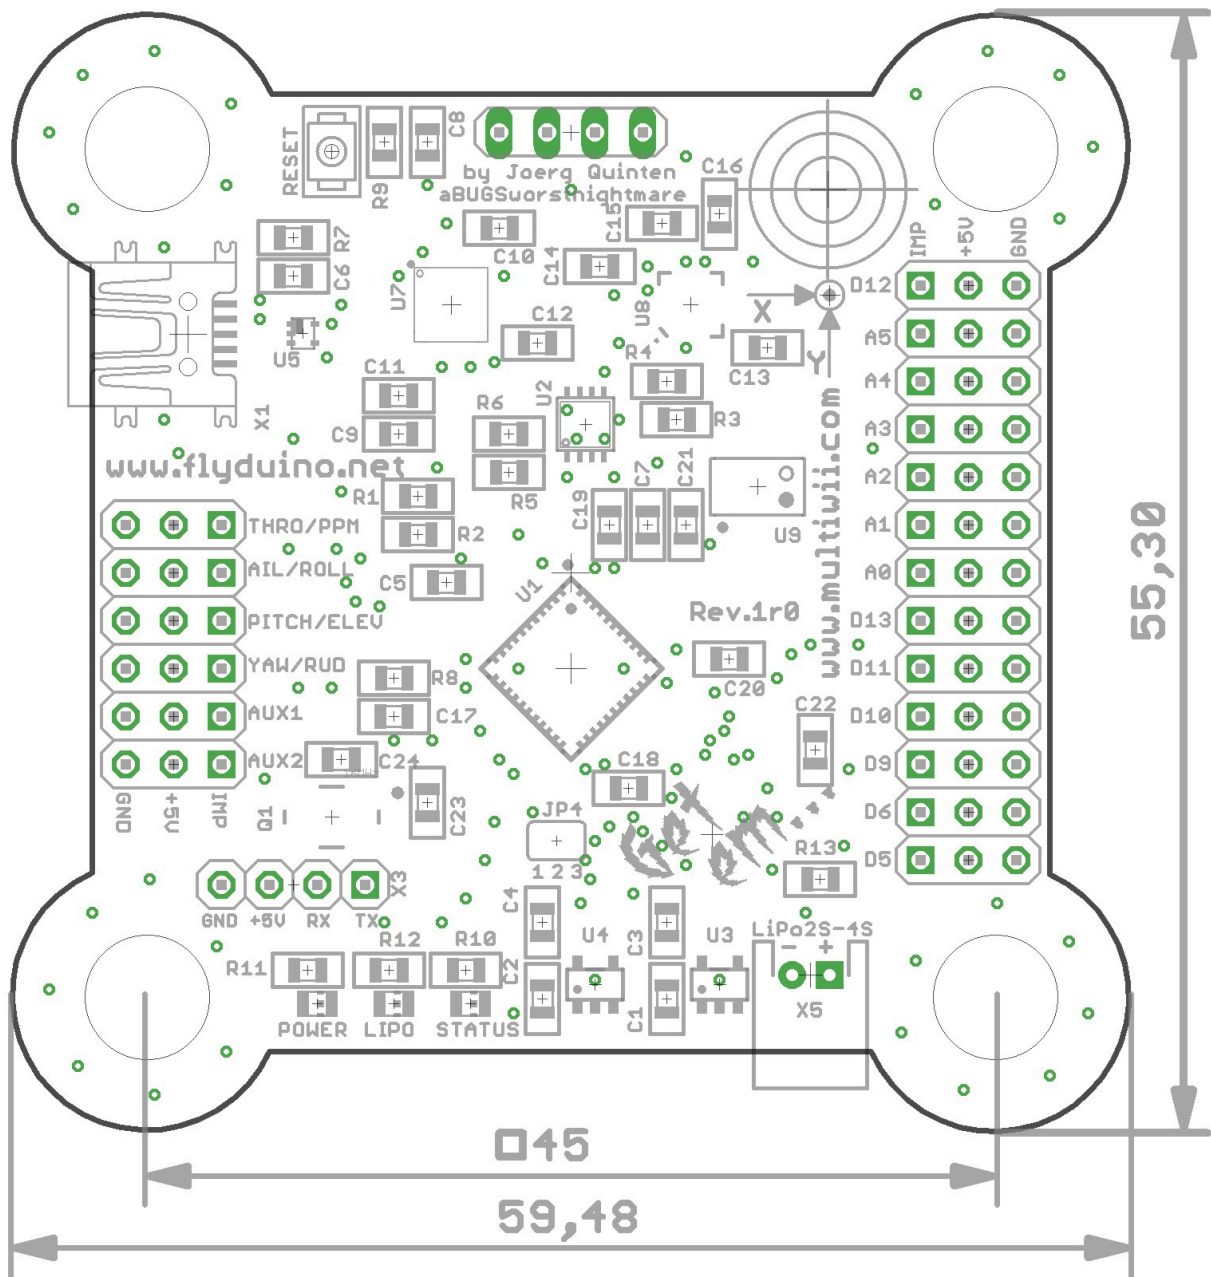 RESET
R9
C8
by Joerg Quinten
aBUGSworstnightmare
C16
C15
R7
C6
C10
C14
IMP
+5V
GND
U7
U8
X
Y
D12
A5
A4
A3
A2
A1
A0
D13
D11
D10
D9
D6
D5
U5
X1
C12
C13
C11
C9
R4
R3
U2
R6
R5
www.flyduino.net
www.multiwii.com
R1
R2
C5
C19
C7
C21
U9
THRO/PPM
AIL/ROLL
PITCH/ELEV
YAW/RUD
AUX1
AUX2
GND
+5V
IMP
U1
Rev.1r0
C20
C22
R8
C17
C24
C23
Q1
C18
JP4
1 2 3
Get em...
R13
X3
GND
+5V
RX
TX
C4
U4
C3
U3
LiPo2S-4S
- +
X5
R11
R12
R10
C2
C1
POWER
LIPO
STATUS
55,30
□45
59,48